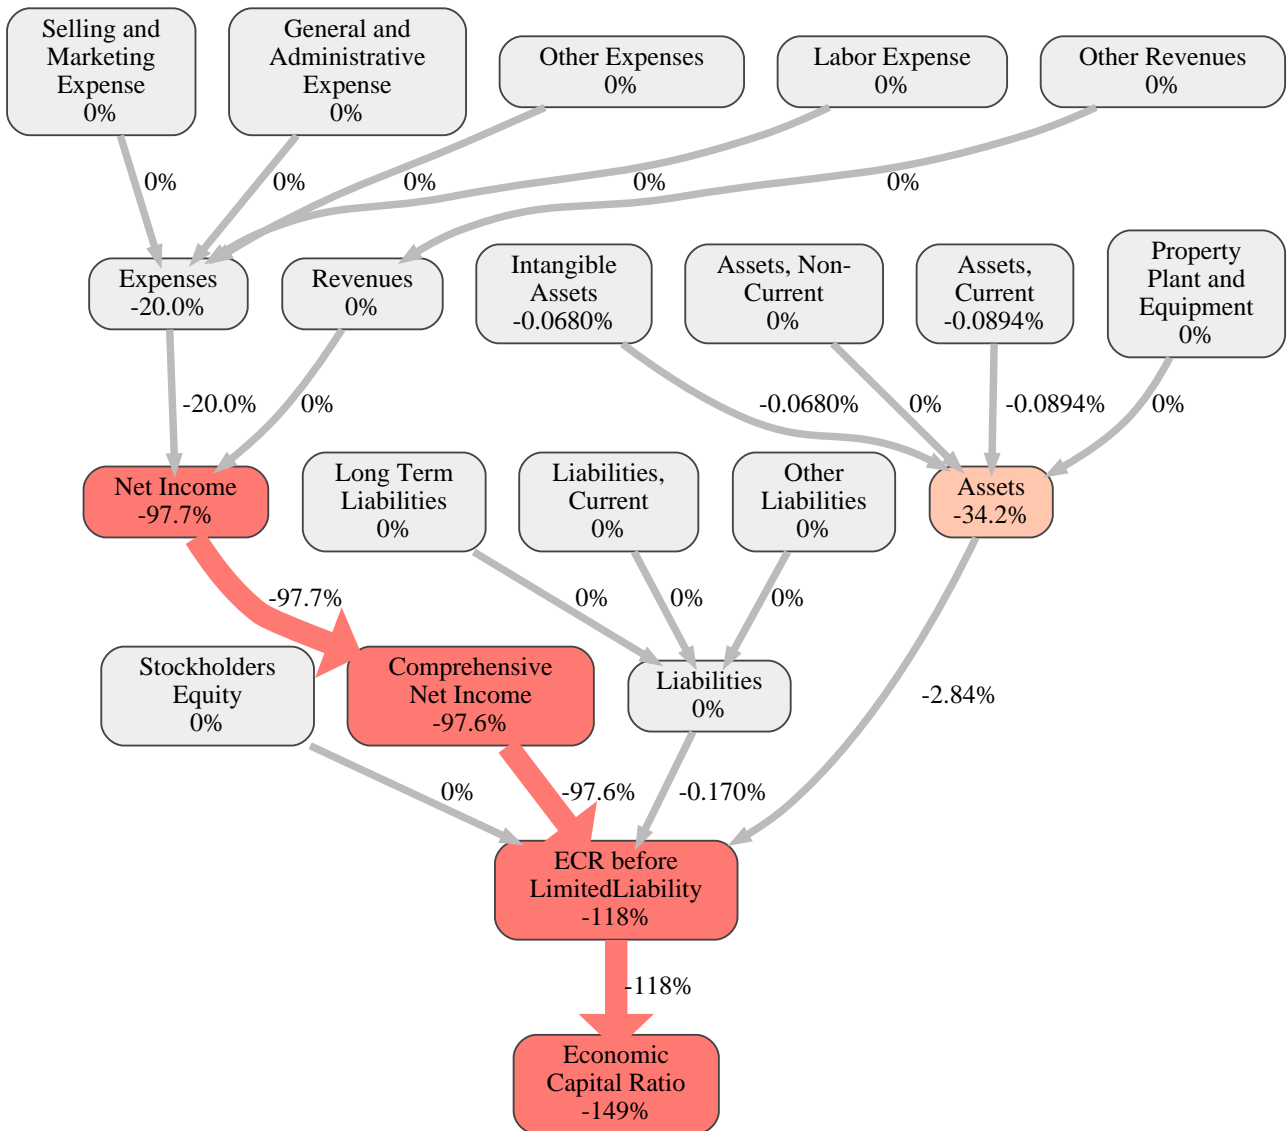 Selling and
Marketing
Expense
0%
General and
Administrative
Expense
0%
Other Expenses
0%
Labor Expense
0%
Other Revenues
0%
0%
0%
0%
0%
0%
Expenses
-20.0%
Revenues
0%
Intangible
Assets
-0.0680%
Assets, Non-
Current
0%
Assets,
Current
-0.0894%
Property
Plant and
Equipment
0%
-20.0%
0%
-0.0680%
0%
-0.0894%
0%
Net Income
-97.7%
Long Term
Liabilities
0%
Liabilities,
Current
0%
Other
Liabilities
0%
Assets
-34.2%
-97.7%
0%
0%
0%
Stockholders
Equity
0%
Comprehensive
Net Income
-97.6%
Liabilities
0%
-2.84%
0%
-97.6%
-0.170%
ECR before
LimitedLiability
-118%
-118%
Economic
Capital Ratio
-149%